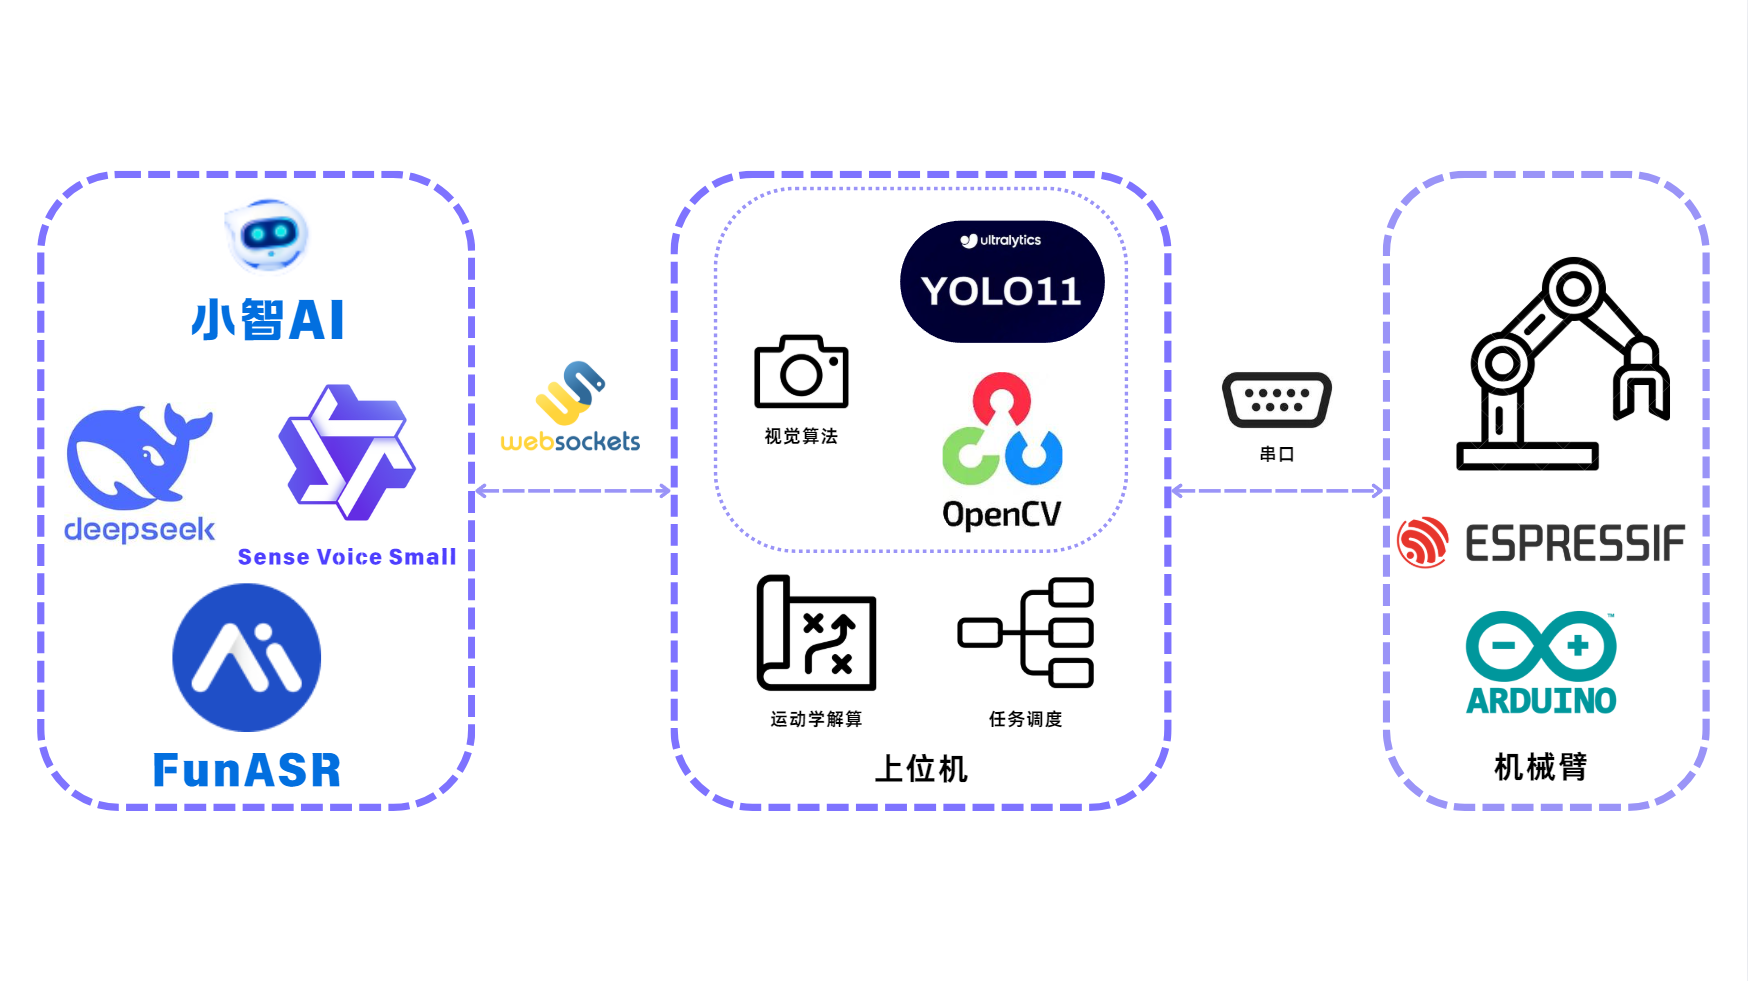 小智AI
deepseek
Sense Voice Small
FunASR
websockets
ultralytics
YOLO11
视觉算法
OpenCV
运动学解算
任务调度
上位机
串口
ESPRESSIF
ARDUINO
™
机械臂